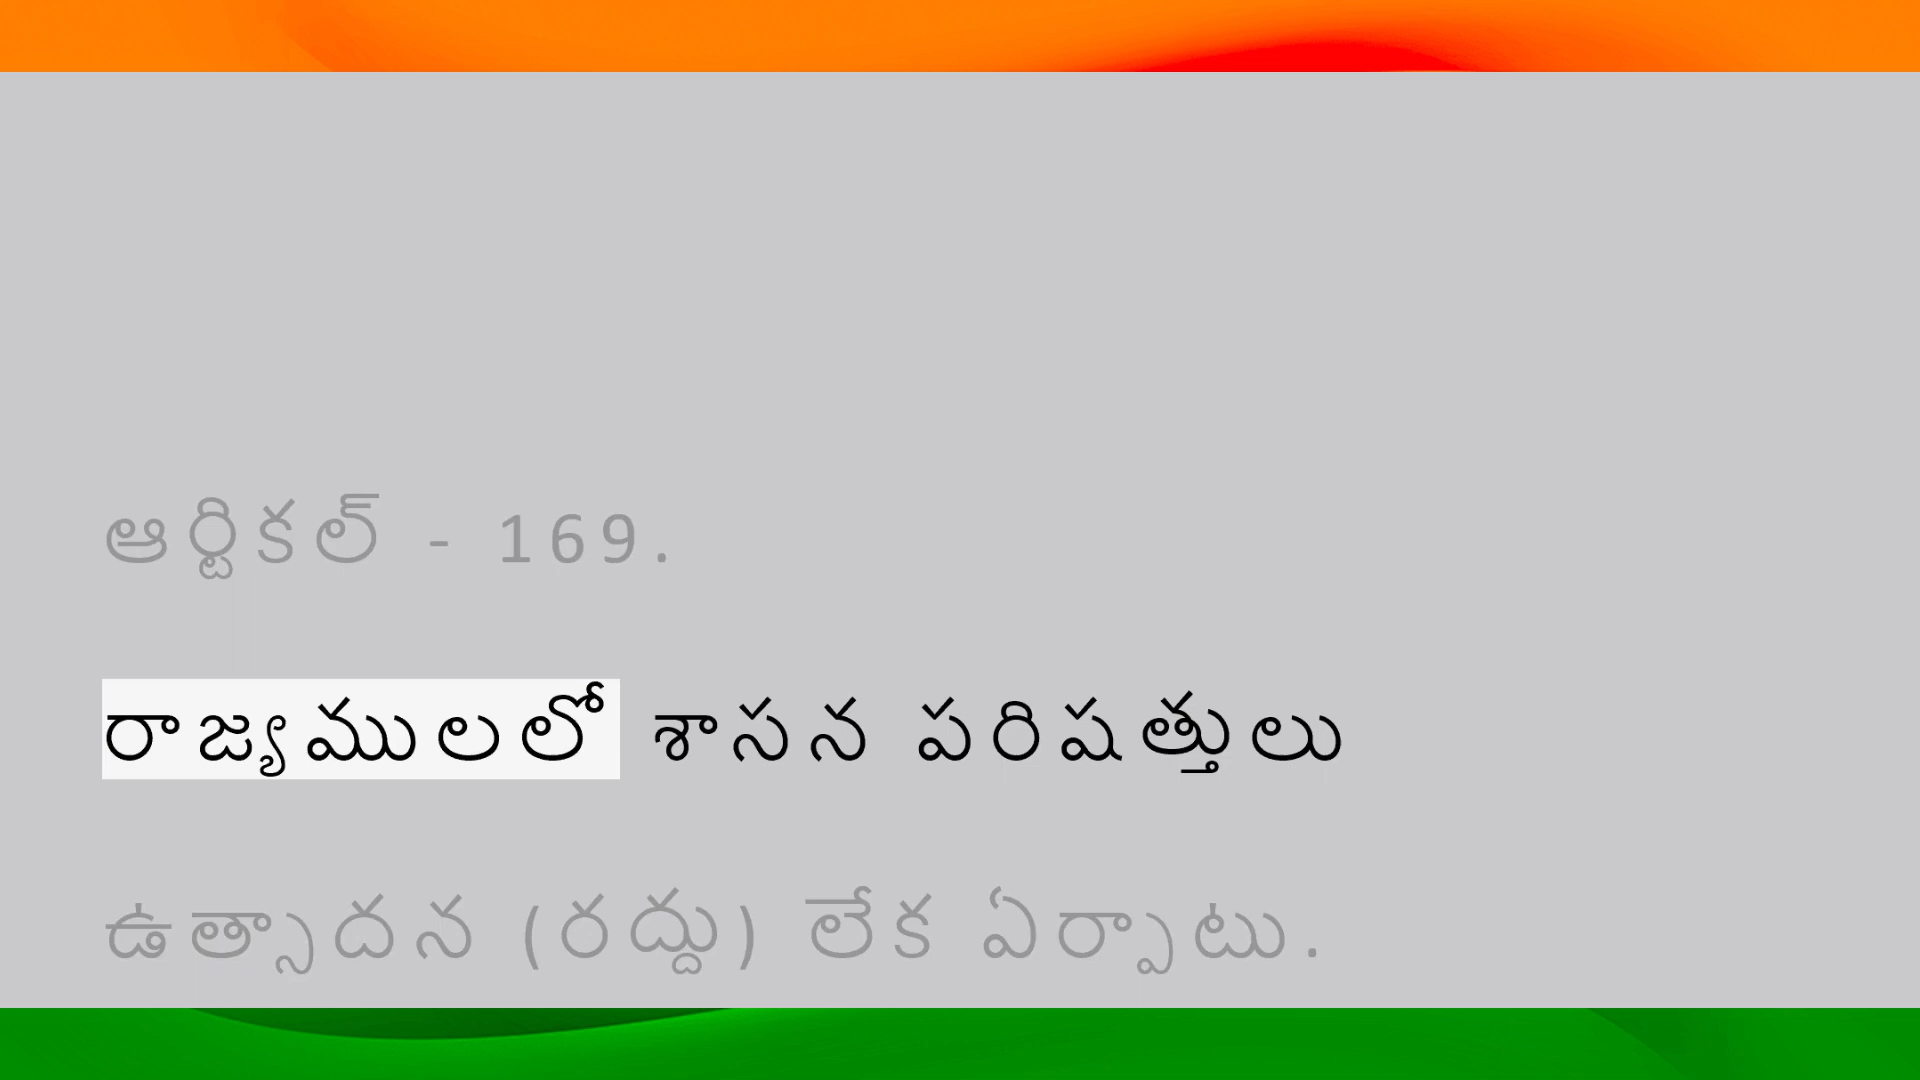 ఆర్టికల్ - 169.
రాజ్యములలో శాసన పరిషత్తులు
ఉత్సాదన (రద్దు) లేక ఏర్పాటు.